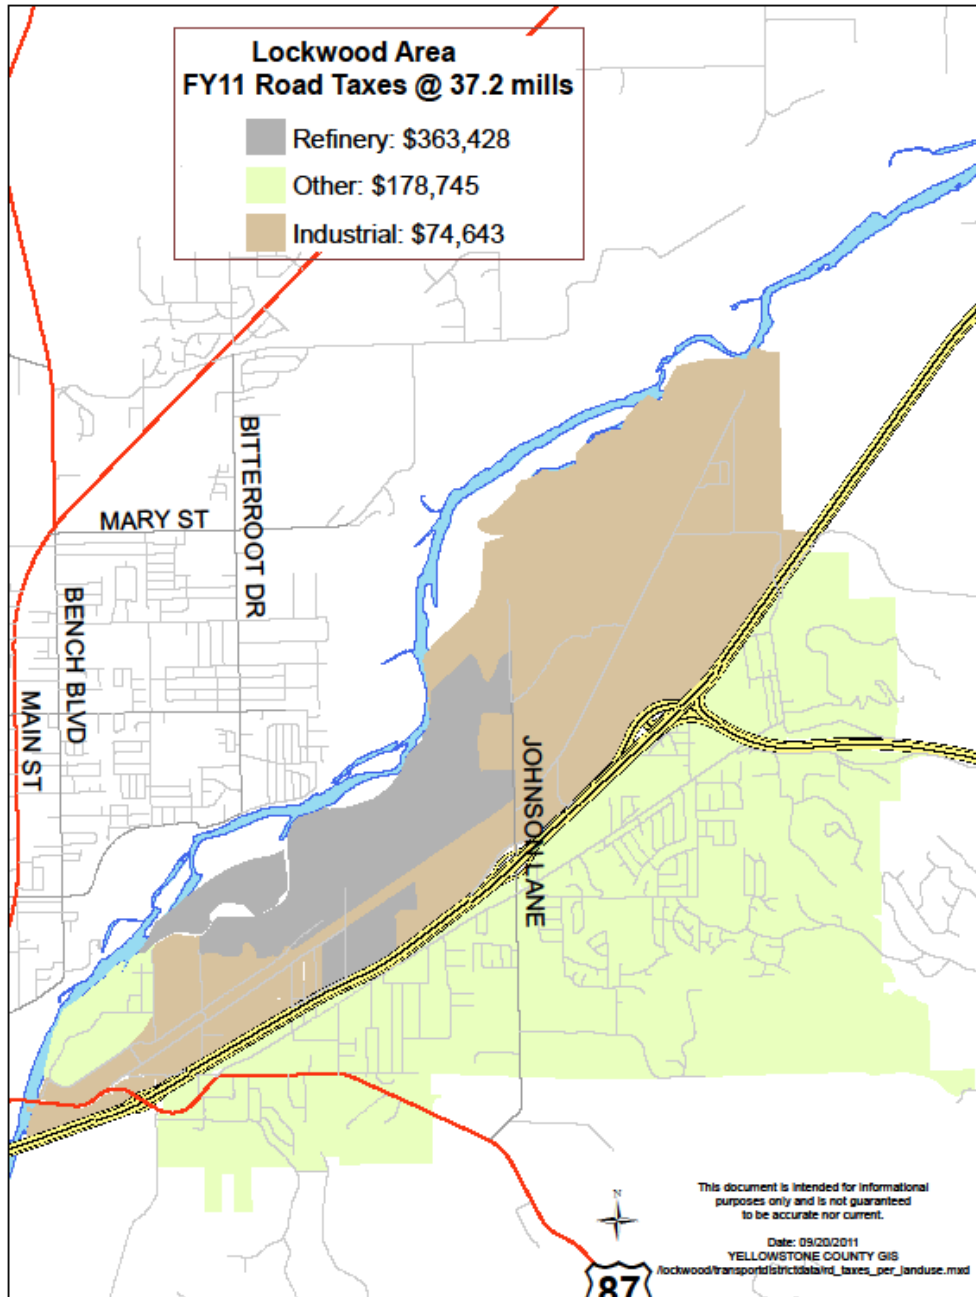 Lockwood Area
FY11 Road Taxes @ 37.2 mills
Refinery: $363,428
Other: $178,745
Industrial: $74,643
BITTERROOT DR
MARY ST
BENCH BLVD
MAIN ST
JOHNSON LANE
N
87
This document is intended for informational
purposes only and is not guaranteed
to be accurate nor current.
Date: 09/20/2011
YELLOWSTONE COUNTY GIS
/lockwood/transportdistrictdata/rd_taxes_per_landuse.mxd